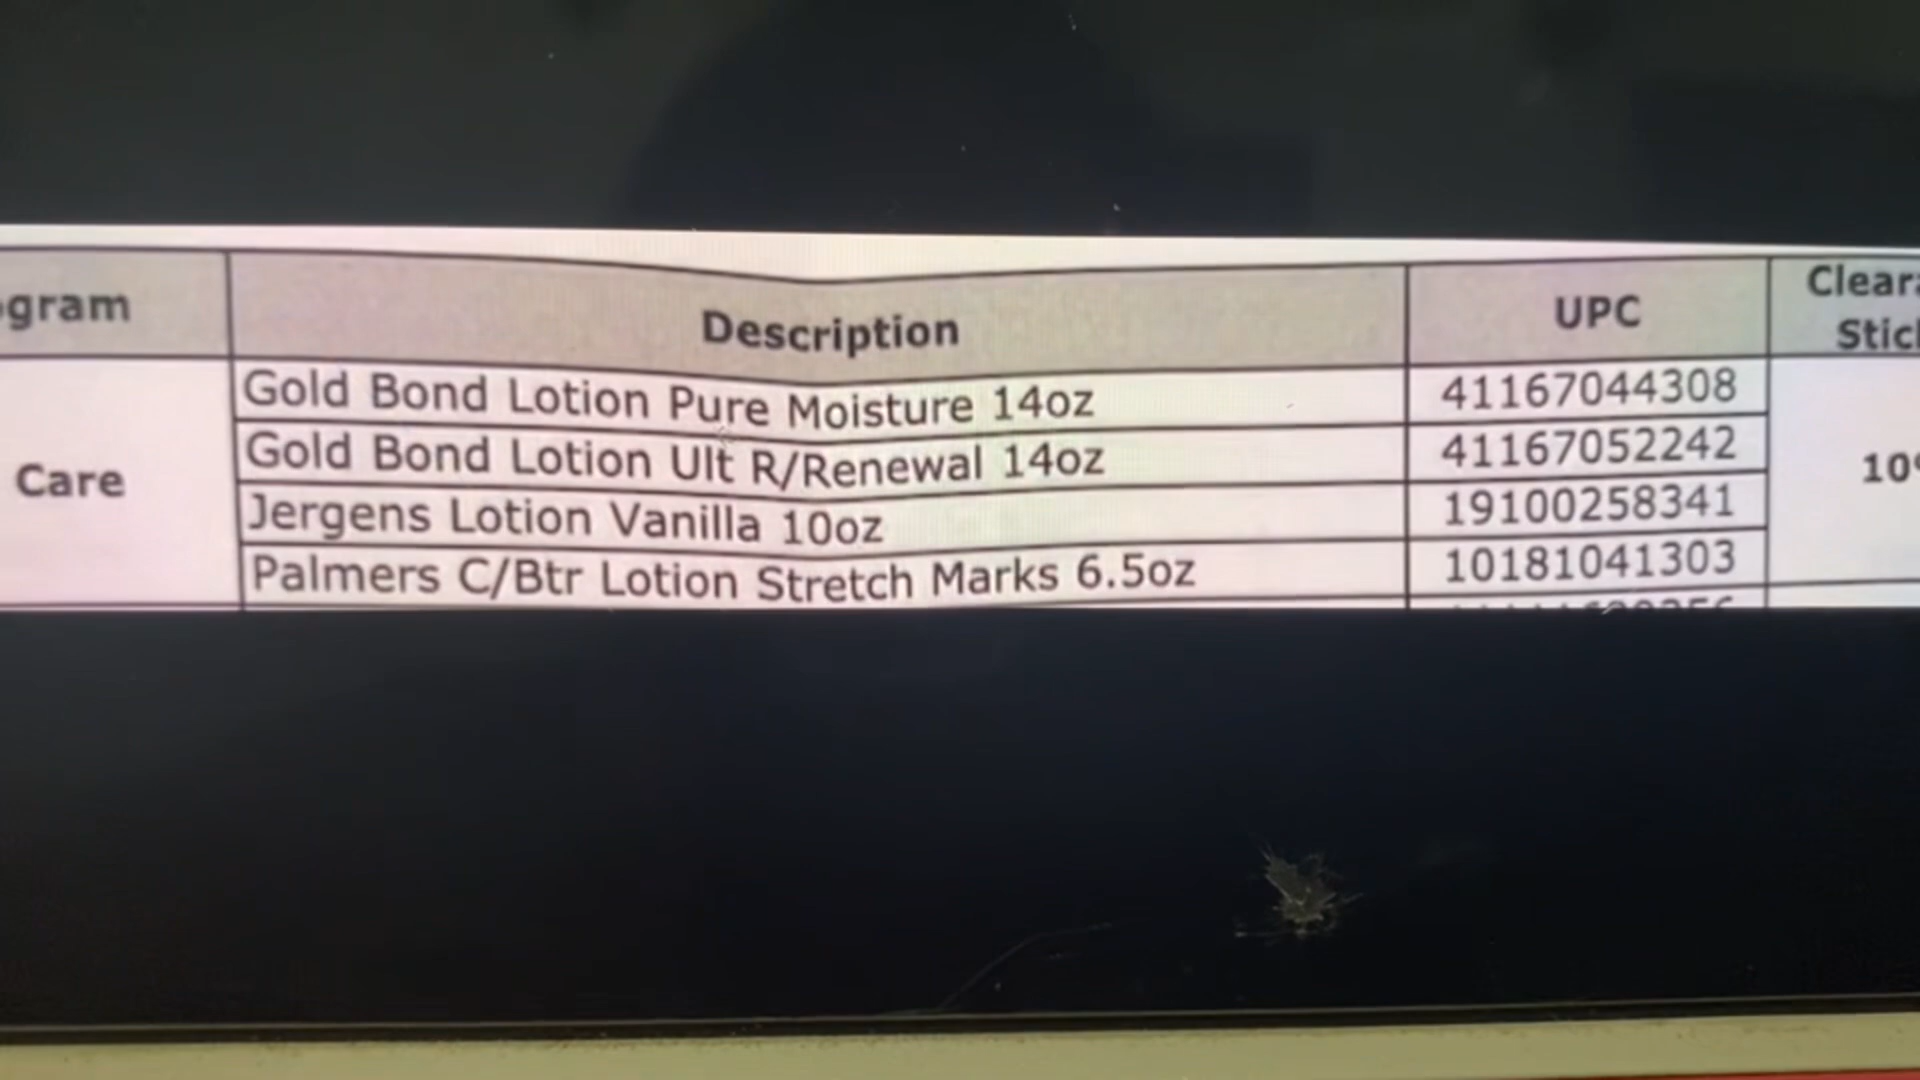 gram Description UPC Clear
Stic
Gold Bond Lotion Pure Moisture 14oz 41167044308
Gold Bond Lotion Ult R/Renewal 14oz 41167052242
Care 10
Jergens Lotion Vanilla 10oz 19100258341
Palmers C/Btr Lotion Stretch Marks 6.5oz 10181041303